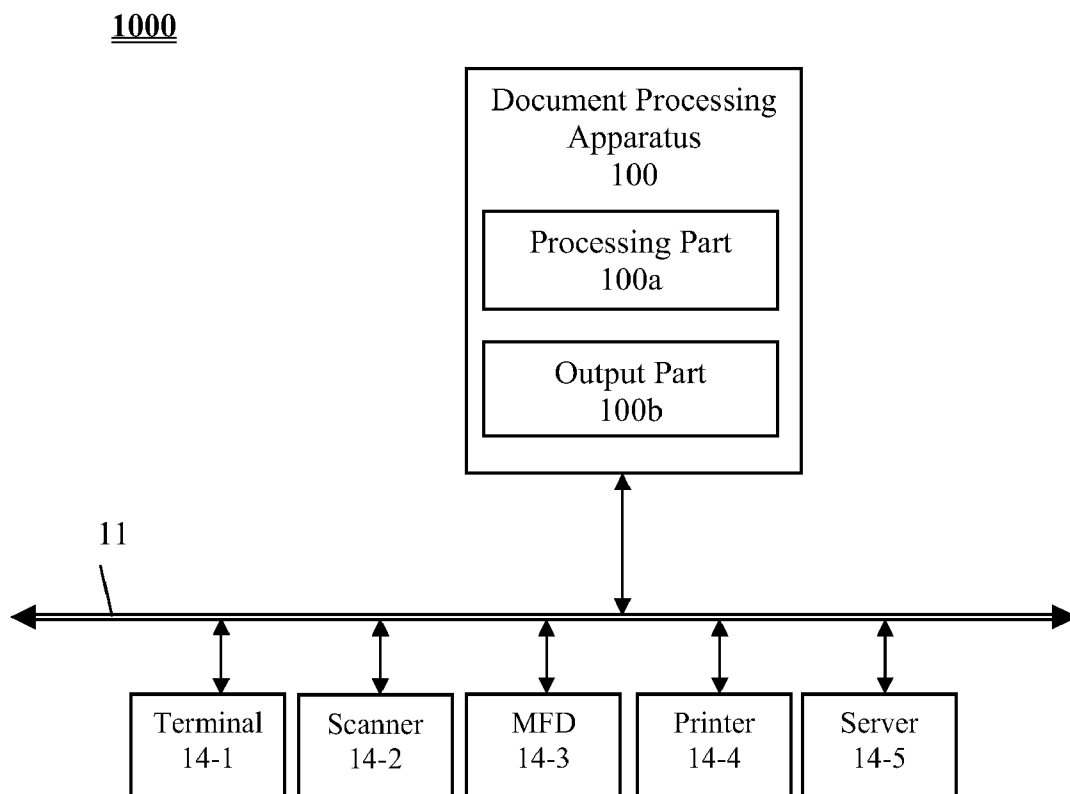 1000
Document Processing
Apparatus
100
Processing Part
100a
Output Part
100b
11
Terminal
14-1
Scanner
14-2
MFD
14-3
Printer
14-4
Server
14-5